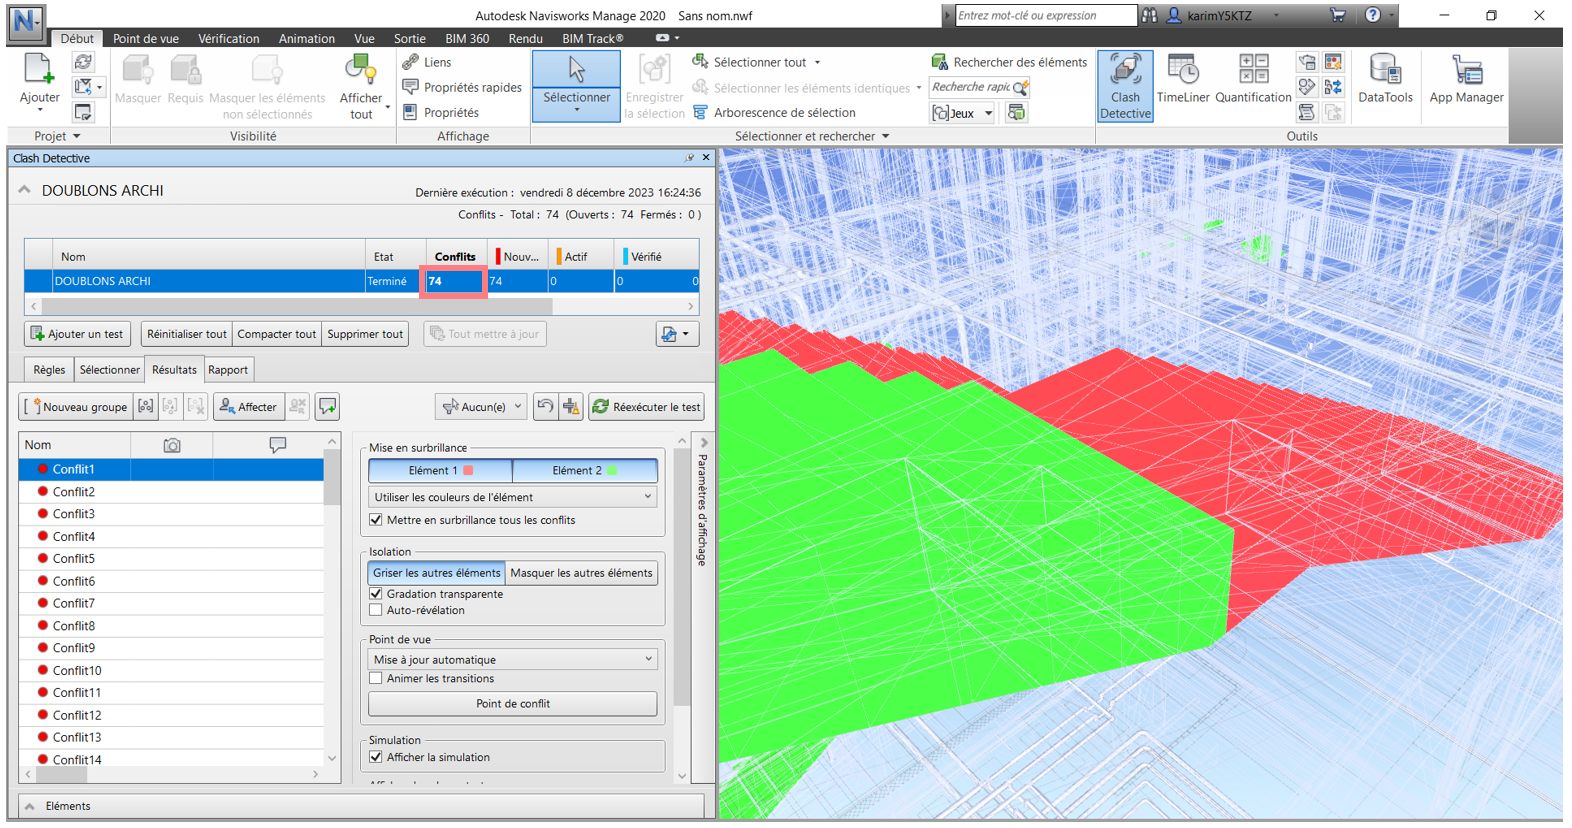 Autodesk Navisworks Manage 2020 Sans nom.nwf
Entrez mot-clé ou expression
karimY5KTZ
Début Point de vue Vérification Animation Vue Sortie BIM 360 Rendu BIM Track®
Ajouter
Projet
Masquer Requis Masquer les éléments non sélectionnés
Afficher tout
Visibilité
Liens
Propriétés rapides
Propriétés
Affichage
Sélectionner
Enregistrer la sélection
Sélectionner tout
Sélectionner les éléments identiques
Arborescence de sélection
Rechercher des éléments
Recherche rapi
Jeux
Sélectionner et rechercher
Clash Detective
TimeLiner
Quantification
DataTools
App Manager
Outils
Clash Detective
DOUBLONS ARCHI
Dernière exécution : vendredi 8 décembre 2023 16:24:36
Conflits - Total : 74 (Ouverts : 74 Fermés : 0 )
Nom Etat Conflits Nouv... Actif Vérifié
DOUBLONS ARCHI Terminé 74 74 0 0 0
Ajouter un test Réinitialiser tout Compacter tout Supprimer tout Tout mettre à jour
Règles Sélectionner Résultats Rapport
Nouveau groupe Affecter Aucun(e) Réexécuter le test
Nom
Conflit1
Conflit2
Conflit3
Conflit4
Conflit5
Conflit6
Conflit7
Conflit8
Conflit9
Conflit10
Conflit11
Conflit12
Conflit13
Conflit14
Mise en surbrillance
Elément 1 Elément 2
Utiliser les couleurs de l'élément
Mettre en surbrillance tous les conflits
Isolation
Griser les autres éléments Masquer les autres éléments
Gradation transparente
Auto-révélation
Point de vue
Mise à jour automatique
Animer les transitions
Point de conflit
Simulation
Afficher la simulation
Paramètres d'affichage
Eléments